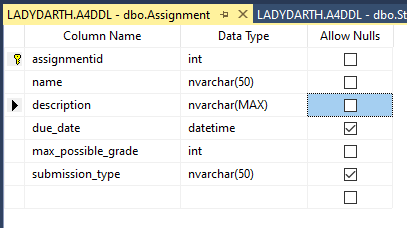 LADYDARTH.A4DDL - dbo.Assignment LADYDARTH.A4DDL - dbo.St
Column Name Data Type Allow Nulls
assignmentid int
name nvarchar(50)
description nvarchar(MAX)
due_date datetime
max_possible_grade int
submission_type nvarchar(50)